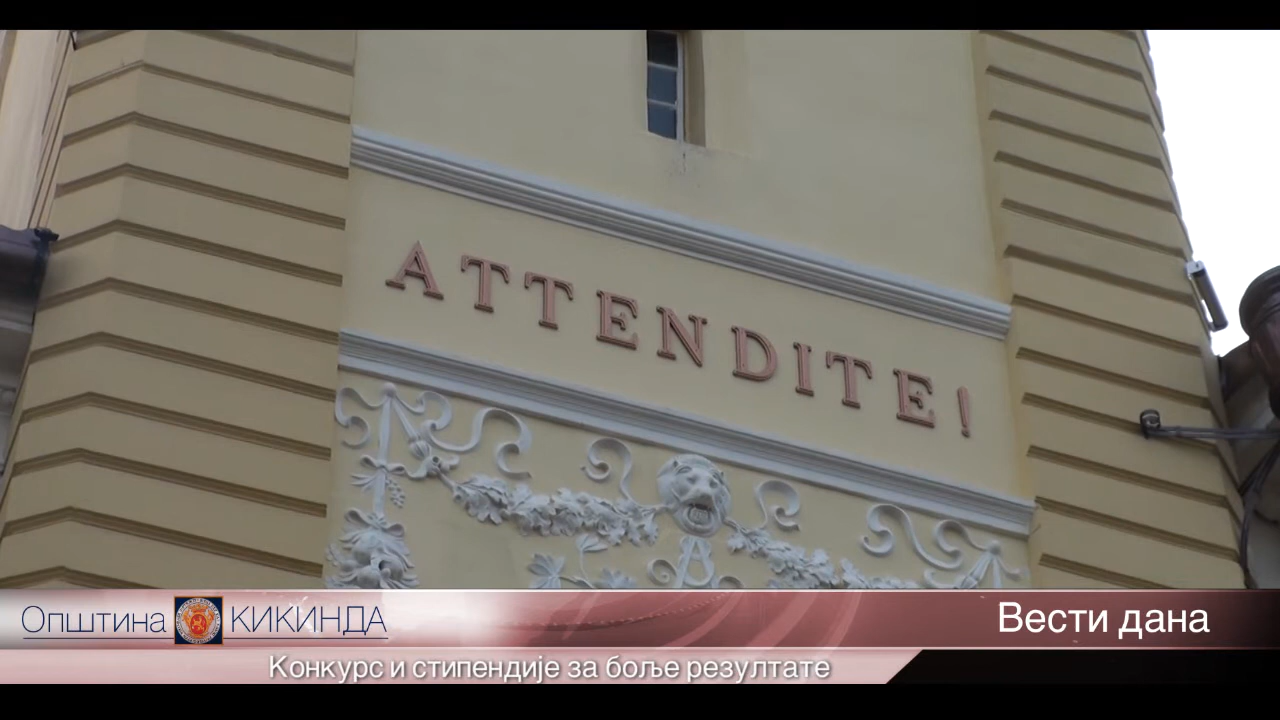 ATTENDITE!
Општина КИКИНДА
Вести дана
Конкурс и стипендије за боље резултате